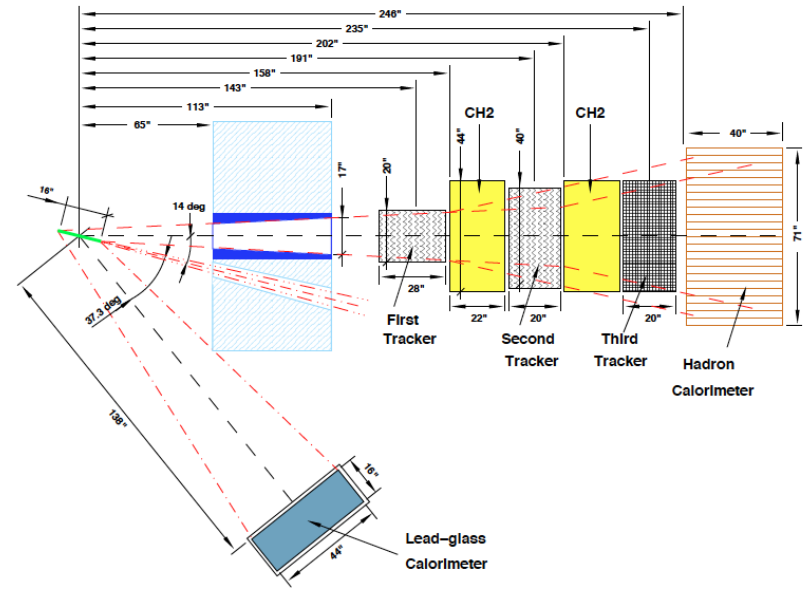 246"
235"
202"
191"
158"
143"
113"
65"
CH2
CH2
40"
44"
40"
16"
14 deg
17"
20"
71"
37.3 deg
28"
22"
20"
20"
First
Tracker
Second
Tracker
Third
Tracker
Hadron
Calorimeter
138"
16"
44"
Lead–glass
Calorimeter